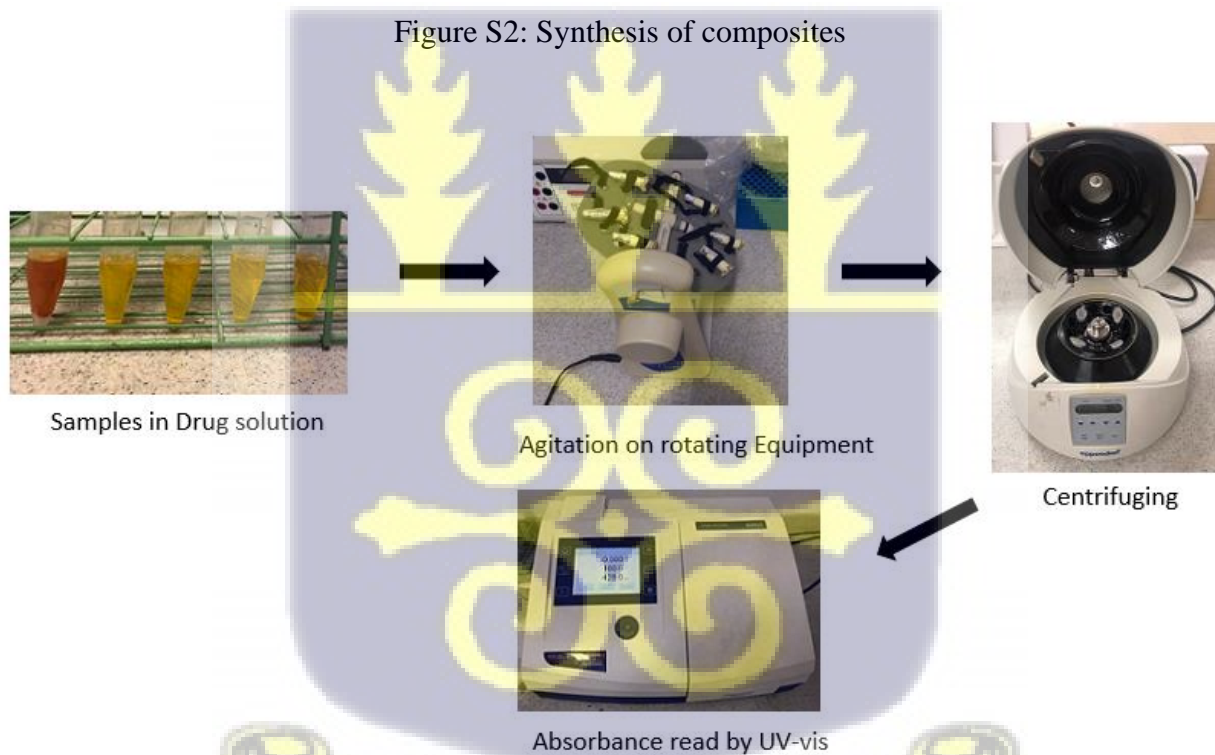 Figure S2: Synthesis of composites
Samples in Drug solution
Agitation on rotating Equipment
Centrifuging
eppendorf
Absorbance read by UV-vis